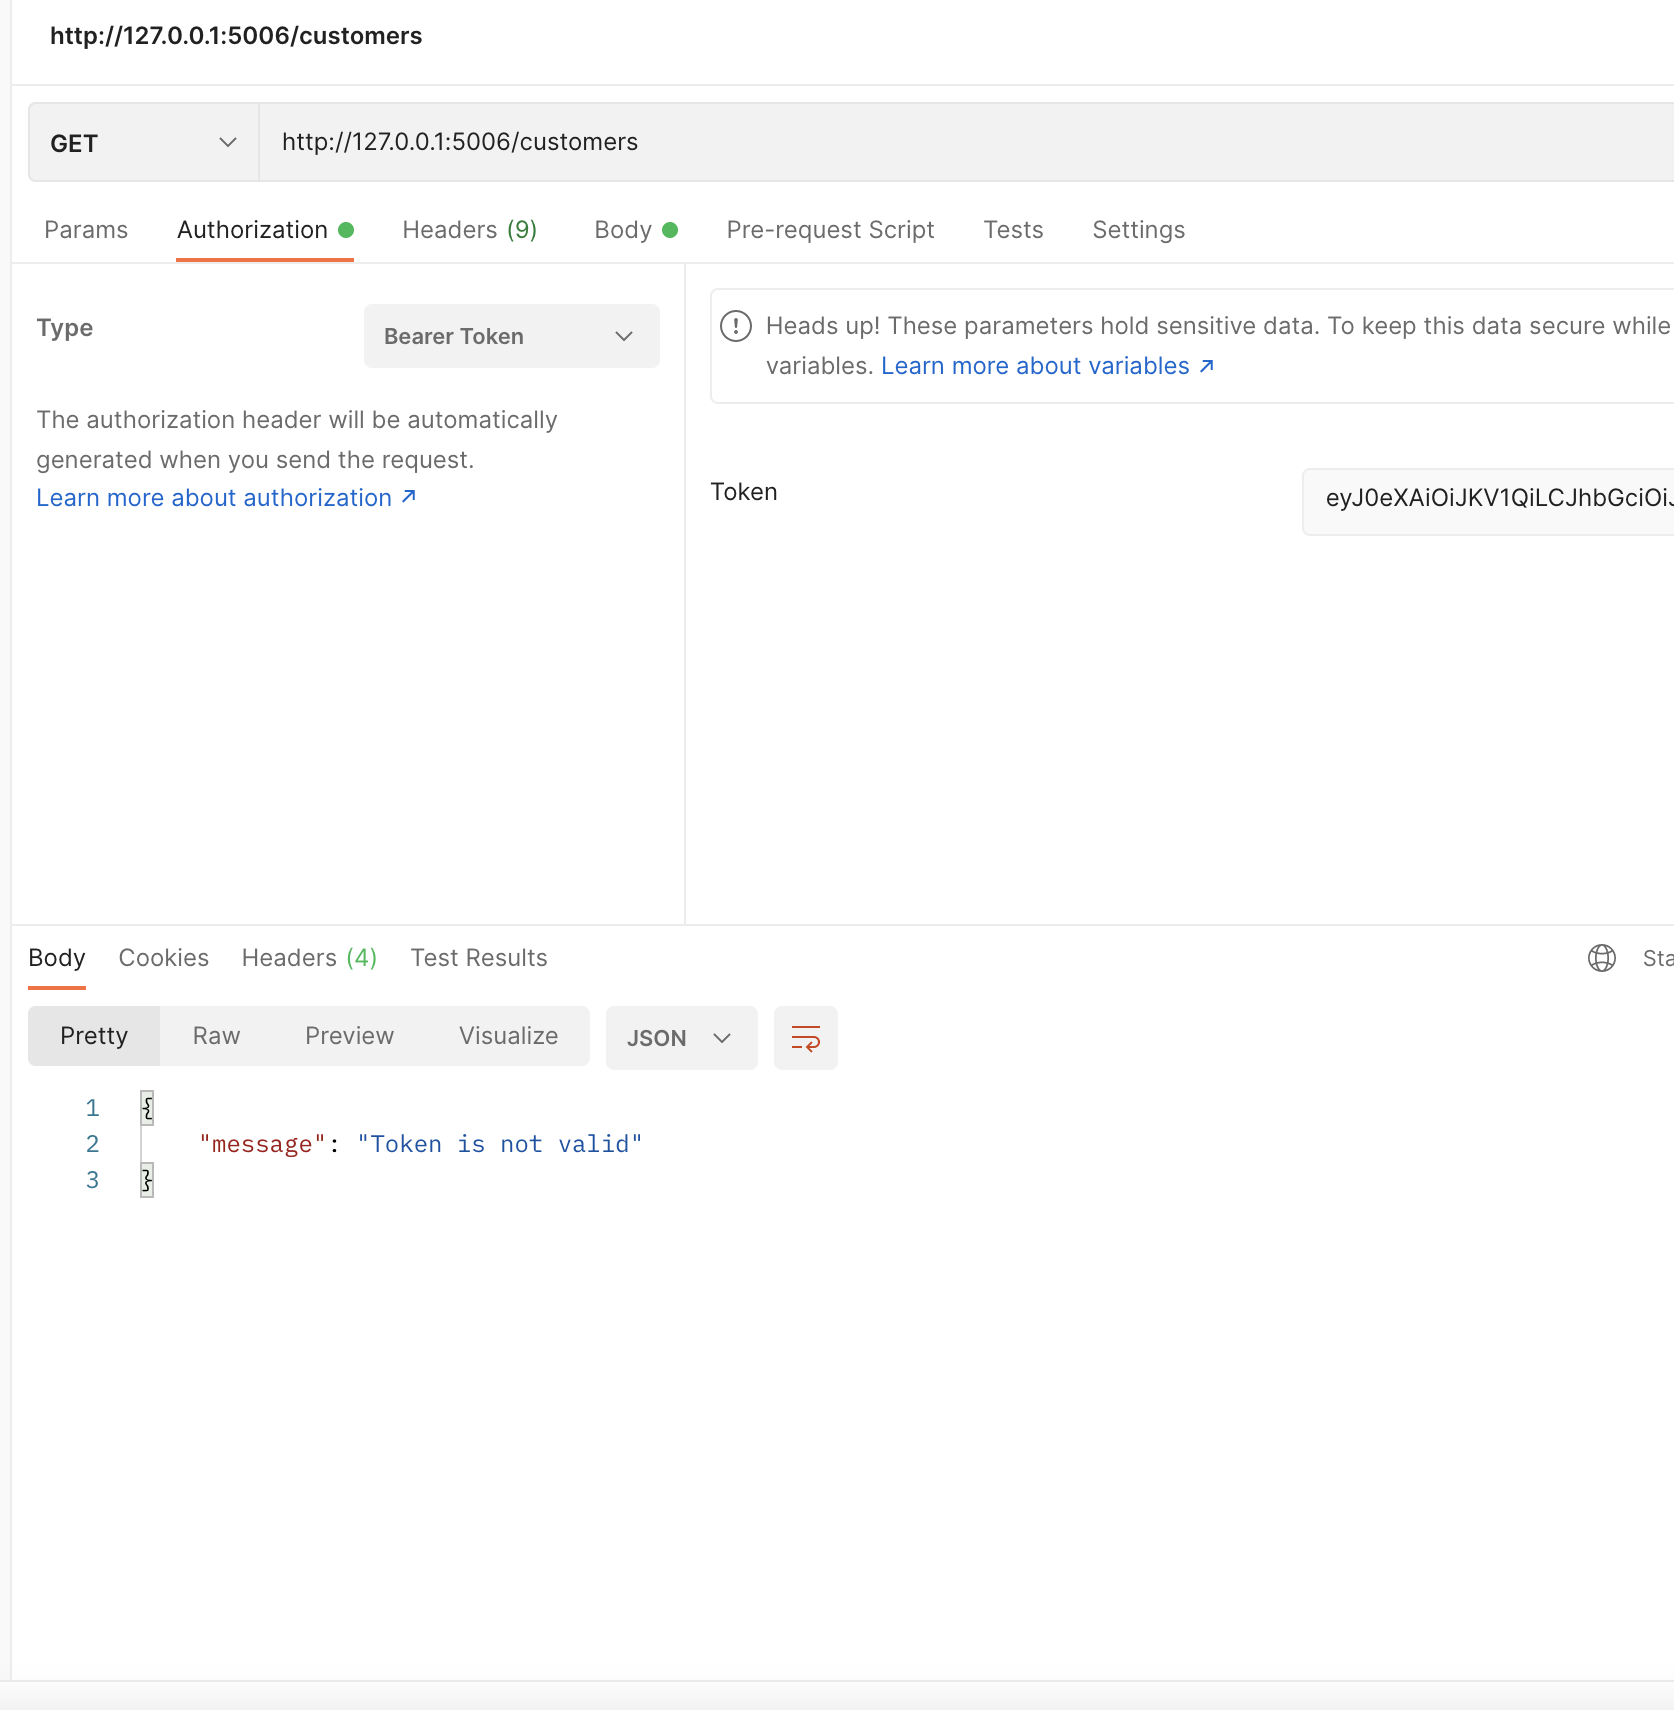 http://127.0.0.1:5006/customers
GET http://127.0.0.1:5006/customers
Params Authorization Headers (9) Body Pre-request Script Tests Settings
Type Bearer Token
The authorization header will be automatically
generated when you send the request.
Learn more about authorization ↗
Heads up! These parameters hold sensitive data. To keep this data secure while
variables. Learn more about variables ↗
Token eyJ0eXAiOiJKV1QiLCJhbGciOiJ
Body Cookies Headers (4) Test Results Sta
Pretty Raw Preview Visualize JSON
1 {
2 "message": "Token is not valid"
3 }